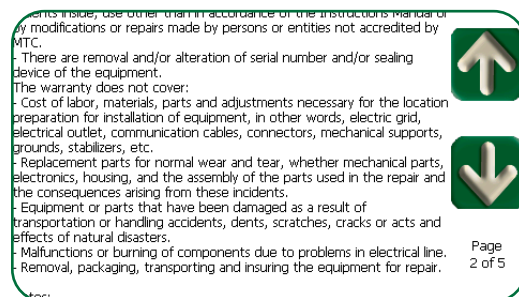 inside, use other than in accordance of the Instructions Manual or
by modifications or repairs made by persons or entities not accredited by
MTC.
- There are removal and/or alteration of serial number and/or sealing
device of the equipment.
The warranty does not cover:
- Cost of labor, materials, parts and adjustments necessary for the location
preparation for installation of equipment, in other words, electric grid,
electrical outlet, communication cables, connectors, mechanical supports,
grounds, stabilizers, etc.
- Replacement parts for normal wear and tear, whether mechanical parts,
electronics, housing, and the assembly of the parts used in the repair and
the consequences arising from these incidents.
- Equipment or parts that have been damaged as a result of
transportation or handling accidents, dents, scratches, cracks or acts and
effects of natural disasters.
- Malfunctions or burning of components due to problems in electrical line.
- Removal, packaging, transporting and insuring the equipment for repair.
Page
2 of 5